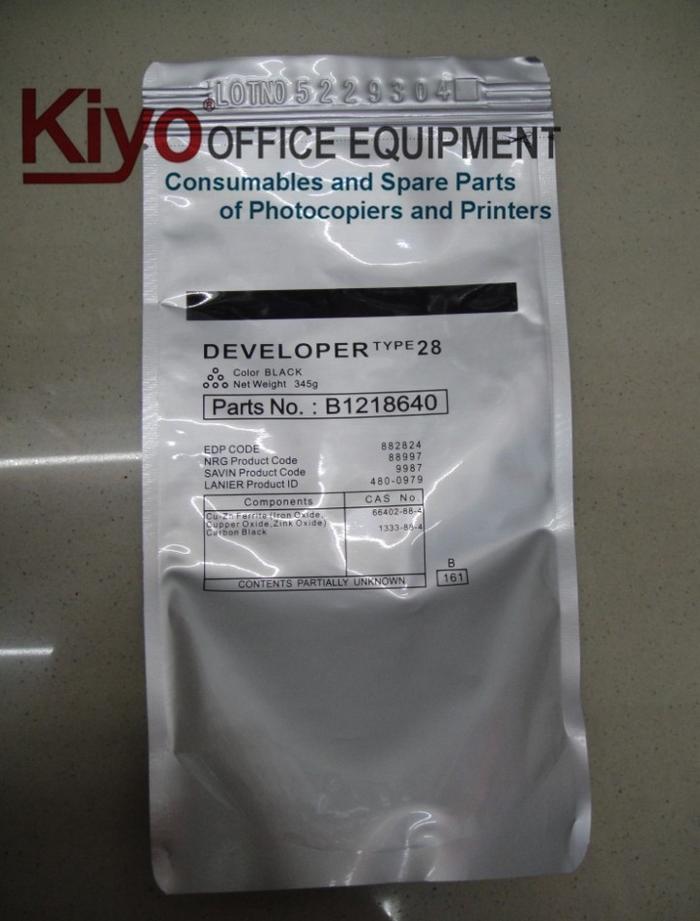 LOTNO 5229304
Kiyo® OFFICE EQUIPMENT
Consumables and Spare Parts
of Photocopiers and Printers
DEVELOPER TYPE 28
Color BLACK
Net Weight 345g
Parts No. : B1218640
EDP CODE 882824
NRG Product Code 88997
SAVIN Product Code 9987
LANIER Product ID 480-0979
Components CAS No.
Cu-Zn Ferrite (Iron Oxide, 66402-88-4
Cupper Oxide, Zink Oxide)
Carbon Black 1333-88-4
CONTENTS PARTIALLY UNKNOWN
B
161